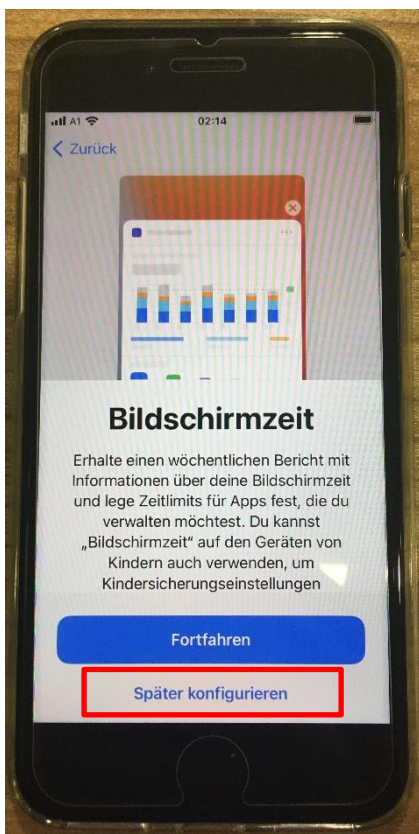 A1 02:14
Zurück
Bildschirmzeit
Erhalte einen wöchentlichen Bericht mit
Informationen über deine Bildschirmzeit
und lege Zeitlimits für Apps fest, die du
verwalten möchtest. Du kannst
„Bildschirmzeit“ auf den Geräten von
Kindern auch verwenden, um
Kindersicherungseinstellungen
Fortfahren
Später konfigurieren